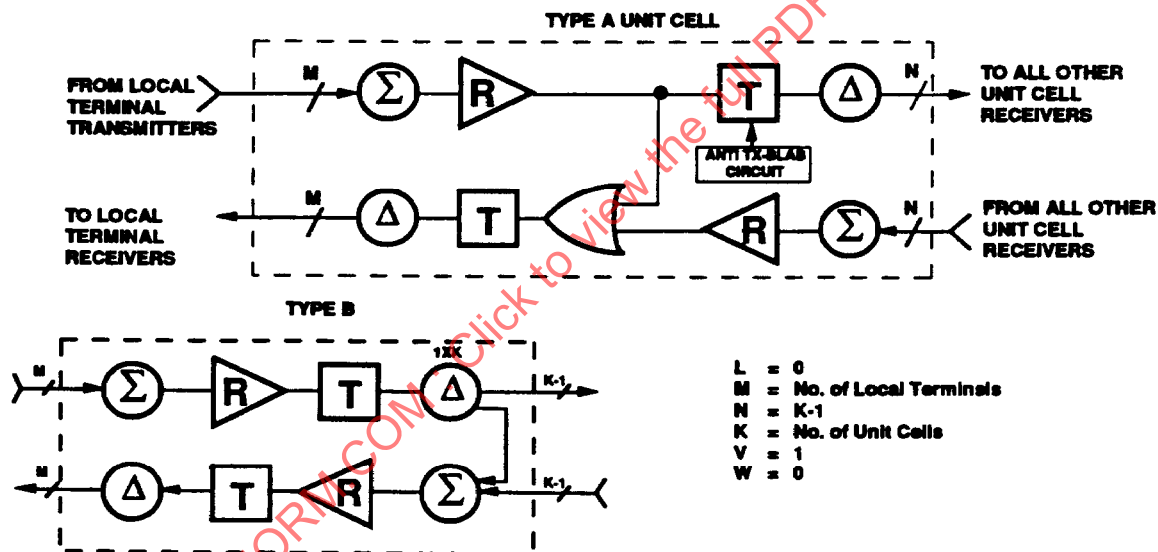 TYPE A UNIT CELL
FROM LOCAL
TERMINAL
TRANSMITTERS
M
Σ
R
T
Δ
N
TO ALL OTHER
UNIT CELL
RECEIVERS
ANTI TX-BLAB
CIRCUIT
TO LOCAL
TERMINAL
RECEIVERS
M
Δ
T
R
Σ
N
FROM ALL OTHER
UNIT CELL
RECEIVERS
TYPE B
M
Σ
R
T
1XK
Δ
K-1
M
Δ
T
R
Σ
K-1
L = 0
M = No. of Local Terminals
N = K-1
K = No. of Unit Cells
V = 1
W = 0
ORM.COM : Click to view the full PDF